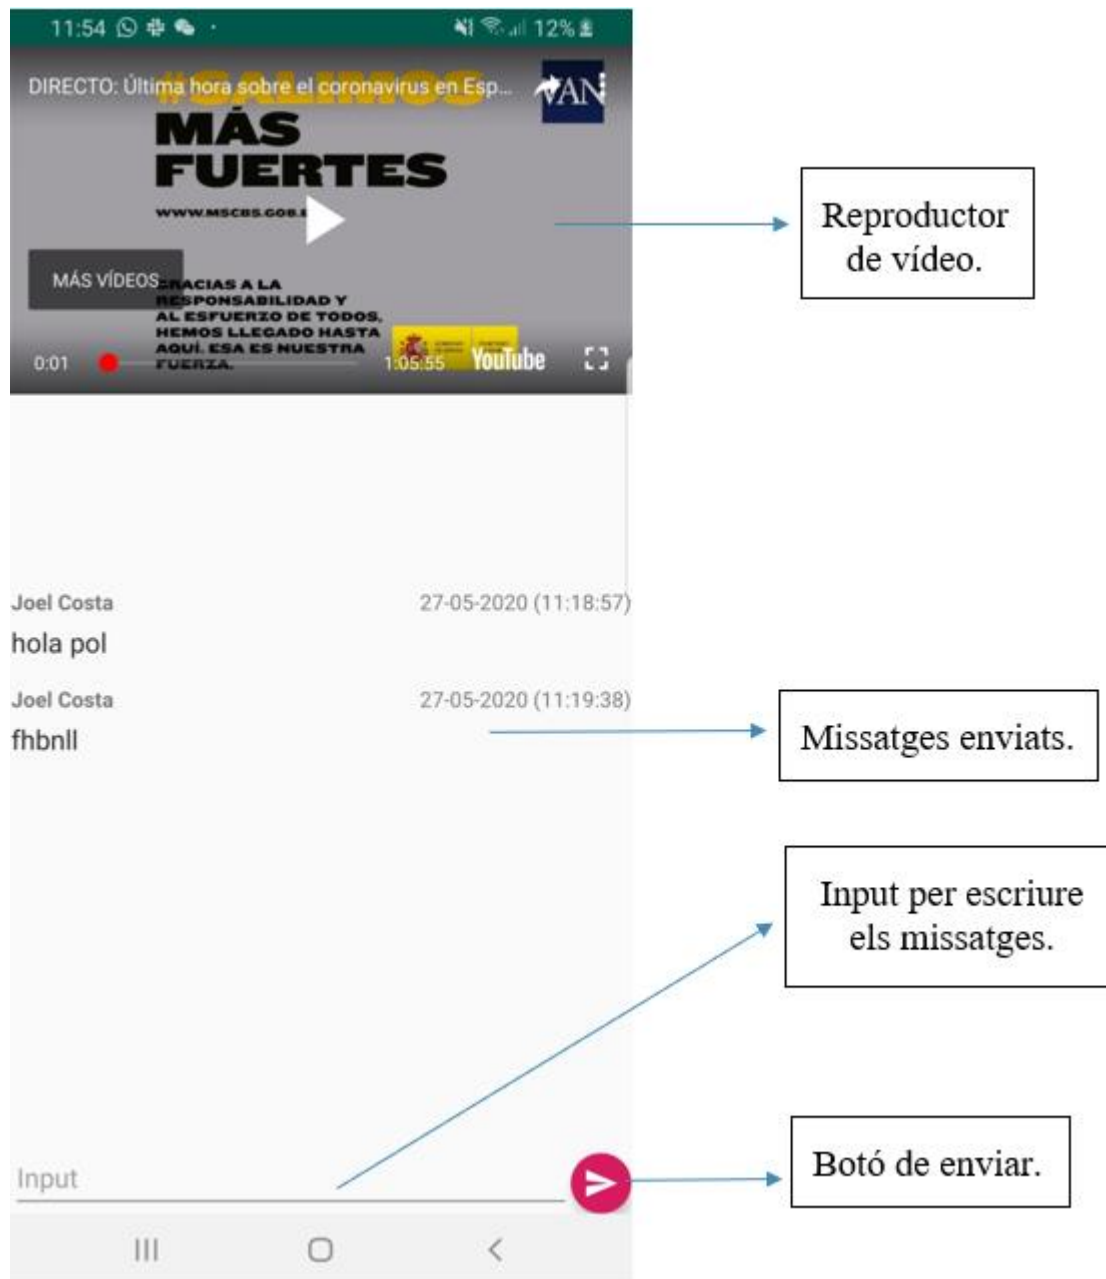 11:54
12%
DIRECTO: Última hora sobre el coronavirus en Esp...
VAN
#SALIMOS
MÁS
FUERTES
WWW.MSCBS.GOB.
MÁS VÍDEOS
GRACIAS A LA
RESPONSABILIDAD Y
AL ESFUERZO DE TODOS,
HEMOS LLEGADO HASTA
AQUÍ. ESA ES NUESTRA
FUERZA.
0:01
1:05:55
YouTube
Reproductor
de vídeo.
Joel Costa
27-05-2020 (11:18:57)
hola pol
Joel Costa
27-05-2020 (11:19:38)
fhbnll
Missatges enviats.
Input per escriure
els missatges.
Input
Botó de enviar.